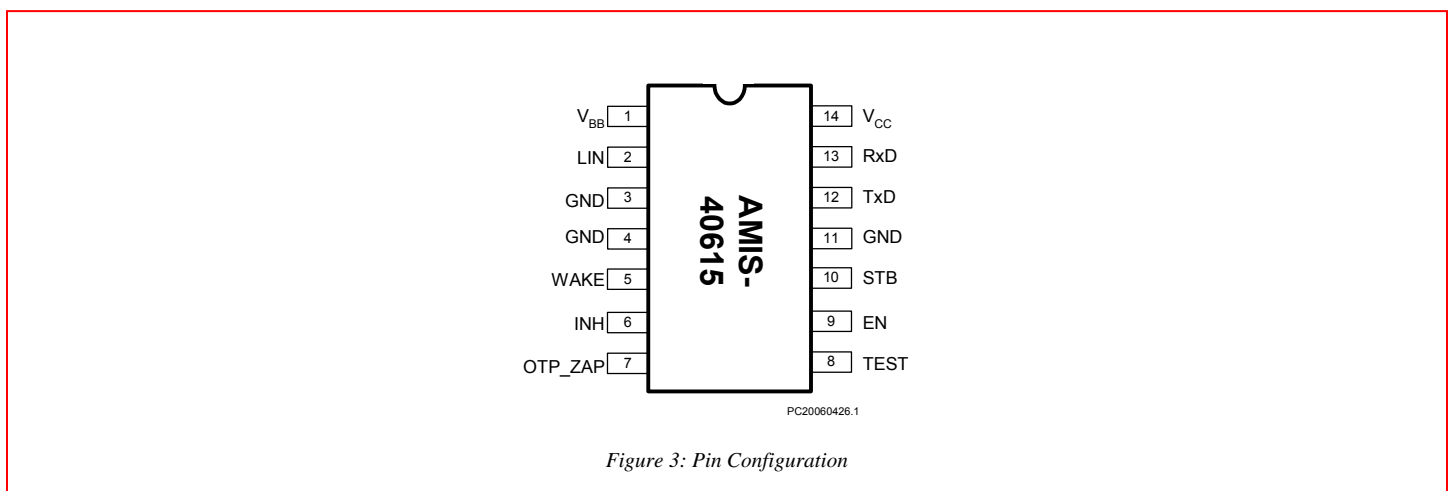 V_BB 1
LIN 2
GND 3
GND 4
WAKE 5
INH 6
OTP_ZAP 7
AMIS-
40615
14 V_CC
13 RxD
12 TxD
11 GND
10 STB
9 EN
8 TEST
PC20060426.1
Figure 3: Pin Configuration